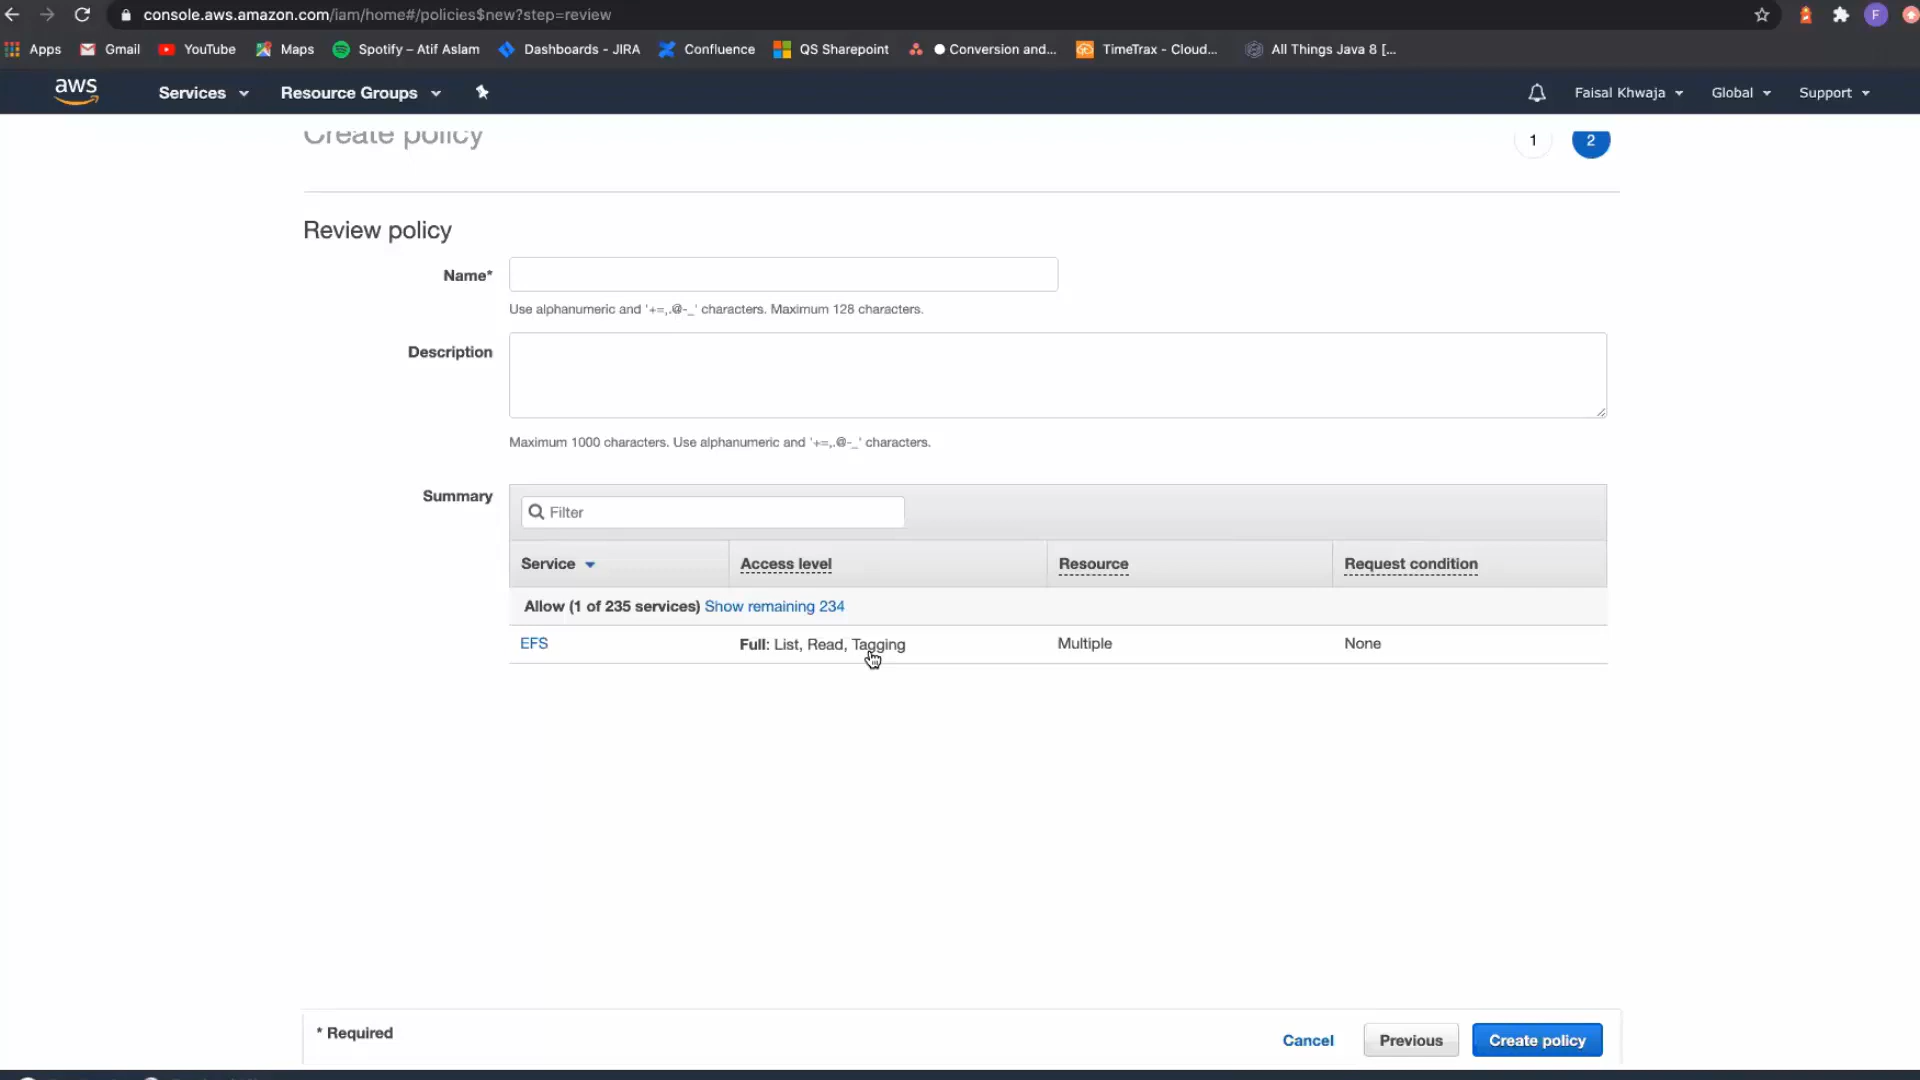 console.aws.amazon.com/iam/home#/policies$new?step=review
F
Apps Gmail YouTube Maps Spotify – Atif Aslam Dashboards - JIRA Confluence QS Sharepoint Conversion and... TimeTrax - Cloud... All Things Java 8 [...
aws Services Resource Groups Faisal Khwaja Global Support
Create policy 1 2
Review policy
Name*
Use alphanumeric and '+=,.@-_' characters. Maximum 128 characters.
Description
Maximum 1000 characters. Use alphanumeric and '+=,.@-_' characters.
Summary Filter
Service Access level Resource Request condition
Allow (1 of 235 services) Show remaining 234
EFS Full: List, Read, Tagging Multiple None
* Required Cancel Previous Create policy